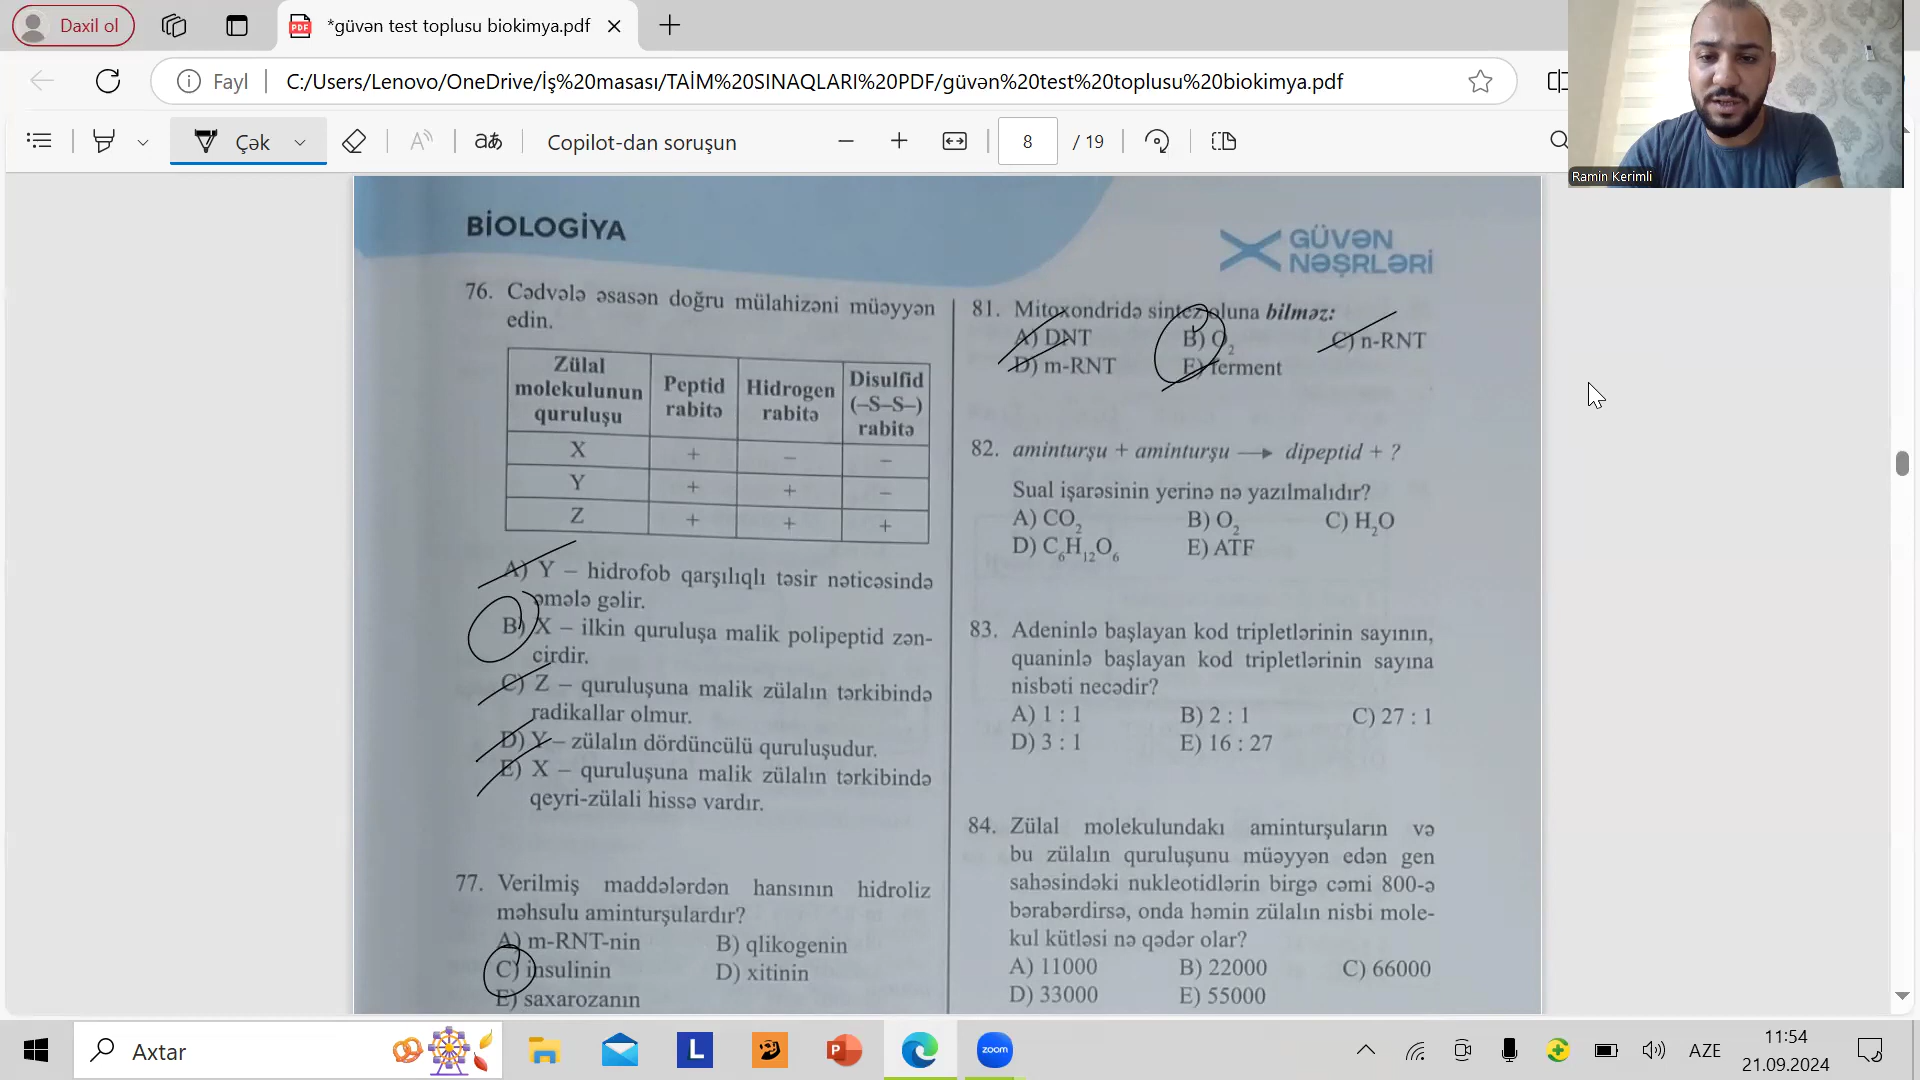 Daxil ol
*güvən test toplusu biokimya.pdf
Fayl
C:/Users/Lenovo/OneDrive/İş%20masası/TAİM%20SINAQLARI%20PDF/güvən%20test%20toplusu%20biokimya.pdf
Çək
aあ
Copilot-dan soruşun
8 / 19
Ramin Kerimli
BİOLOGİYA
GÜVƏN
NƏŞRLƏRİ
76. Cədvələ əsasən doğru mülahizəni müəyyən
edin.
Zülal molekulunun quruluşu | Peptid rabitə | Hidrogen rabitə | Disulfid (–S–S–) rabitə
X + – –
Y + + –
Z + + +
A) Y – hidrofob qarşılıqlı təsir nəticəsində
əmələ gəlir.
B) X – ilkin quruluşa malik polipeptid zən-
cirdir.
C) Z – quruluşuna malik zülalın tərkibində
radikallar olmur.
D) Y – zülalın dördüncülü quruluşudur.
E) X – quruluşuna malik zülalın tərkibində
qeyri-zülali hissə vardır.
77. Verilmiş maddələrdən hansının hidroliz
məhsulu aminturşulardır?
A) m-RNT-nin B) qlikogenin
C) insulinin D) xitinin
E) saxarozanın
81. Mitoxondridə sintez oluna bilməz:
A) DNT B) O₂ C) n-RNT
D) m-RNT E) ferment
82. aminturşu + aminturşu → dipeptid + ?
Sual işarəsinin yerinə nə yazılmalıdır?
A) CO₂ B) O₂ C) H₂O
D) C₆H₁₂O₆ E) ATF
83. Adeninlə başlayan kod tripletlərinin sayının,
quaninlə başlayan kod tripletlərinin sayına
nisbəti necədir?
A) 1 : 1 B) 2 : 1 C) 27 : 1
D) 3 : 1 E) 16 : 27
84. Zülal molekulundakı aminturşuların və
bu zülalın quruluşunu müəyyən edən gen
sahəsindəki nukleotidlərin birgə cəmi 800-ə
bərabərdirsə, onda həmin zülalın nisbi mole-
kul kütləsi nə qədər olar?
A) 11000 B) 22000 C) 66000
D) 33000 E) 55000
Axtar
L
zoom
AZE
11:54
21.09.2024